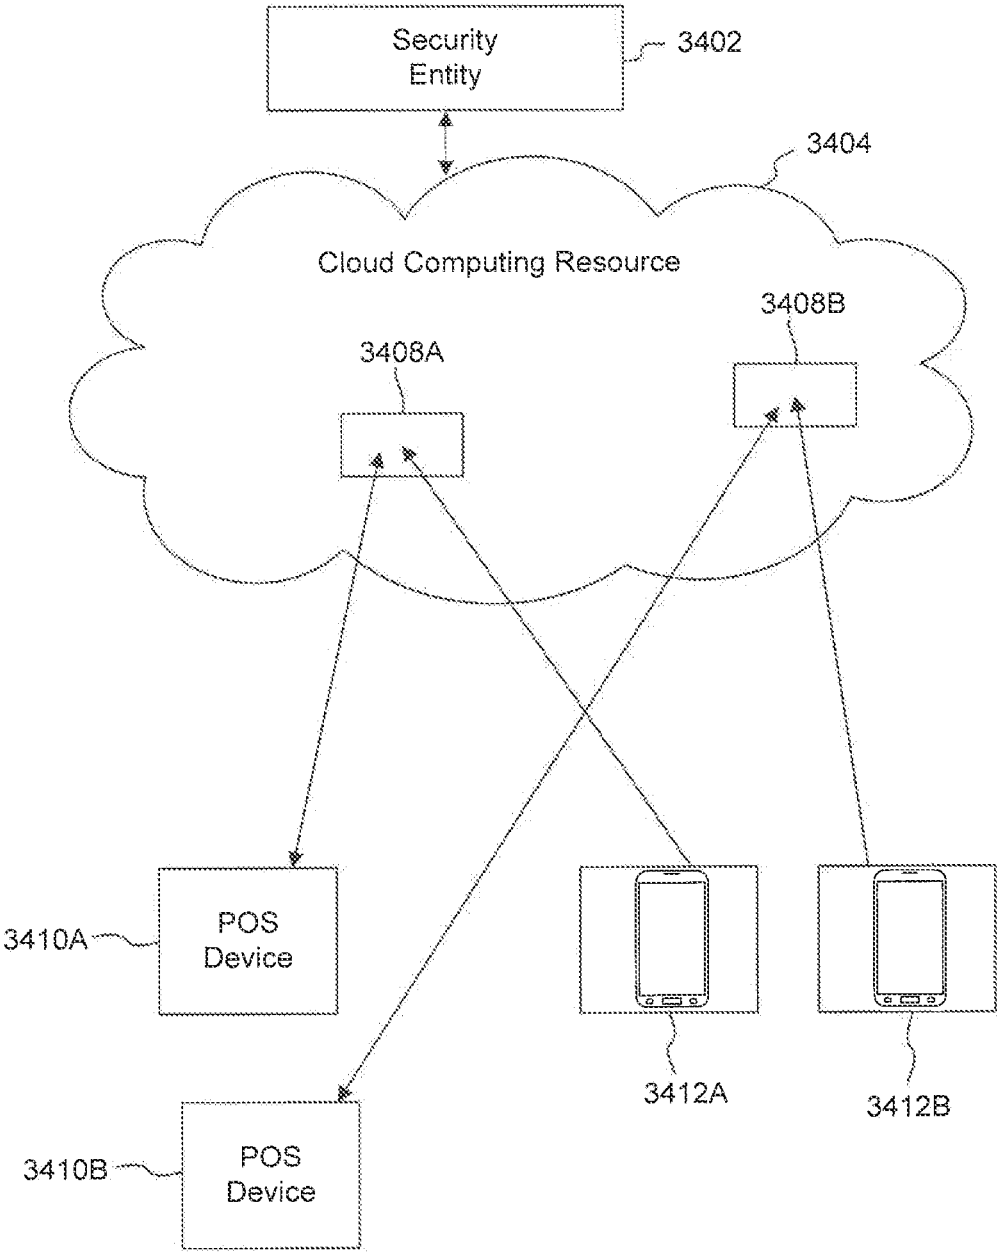 Security
Entity
3402
3404
Cloud Computing Resource
3408B
3408A
POS
Device
3410A
3412A
3412B
POS
Device
3410B